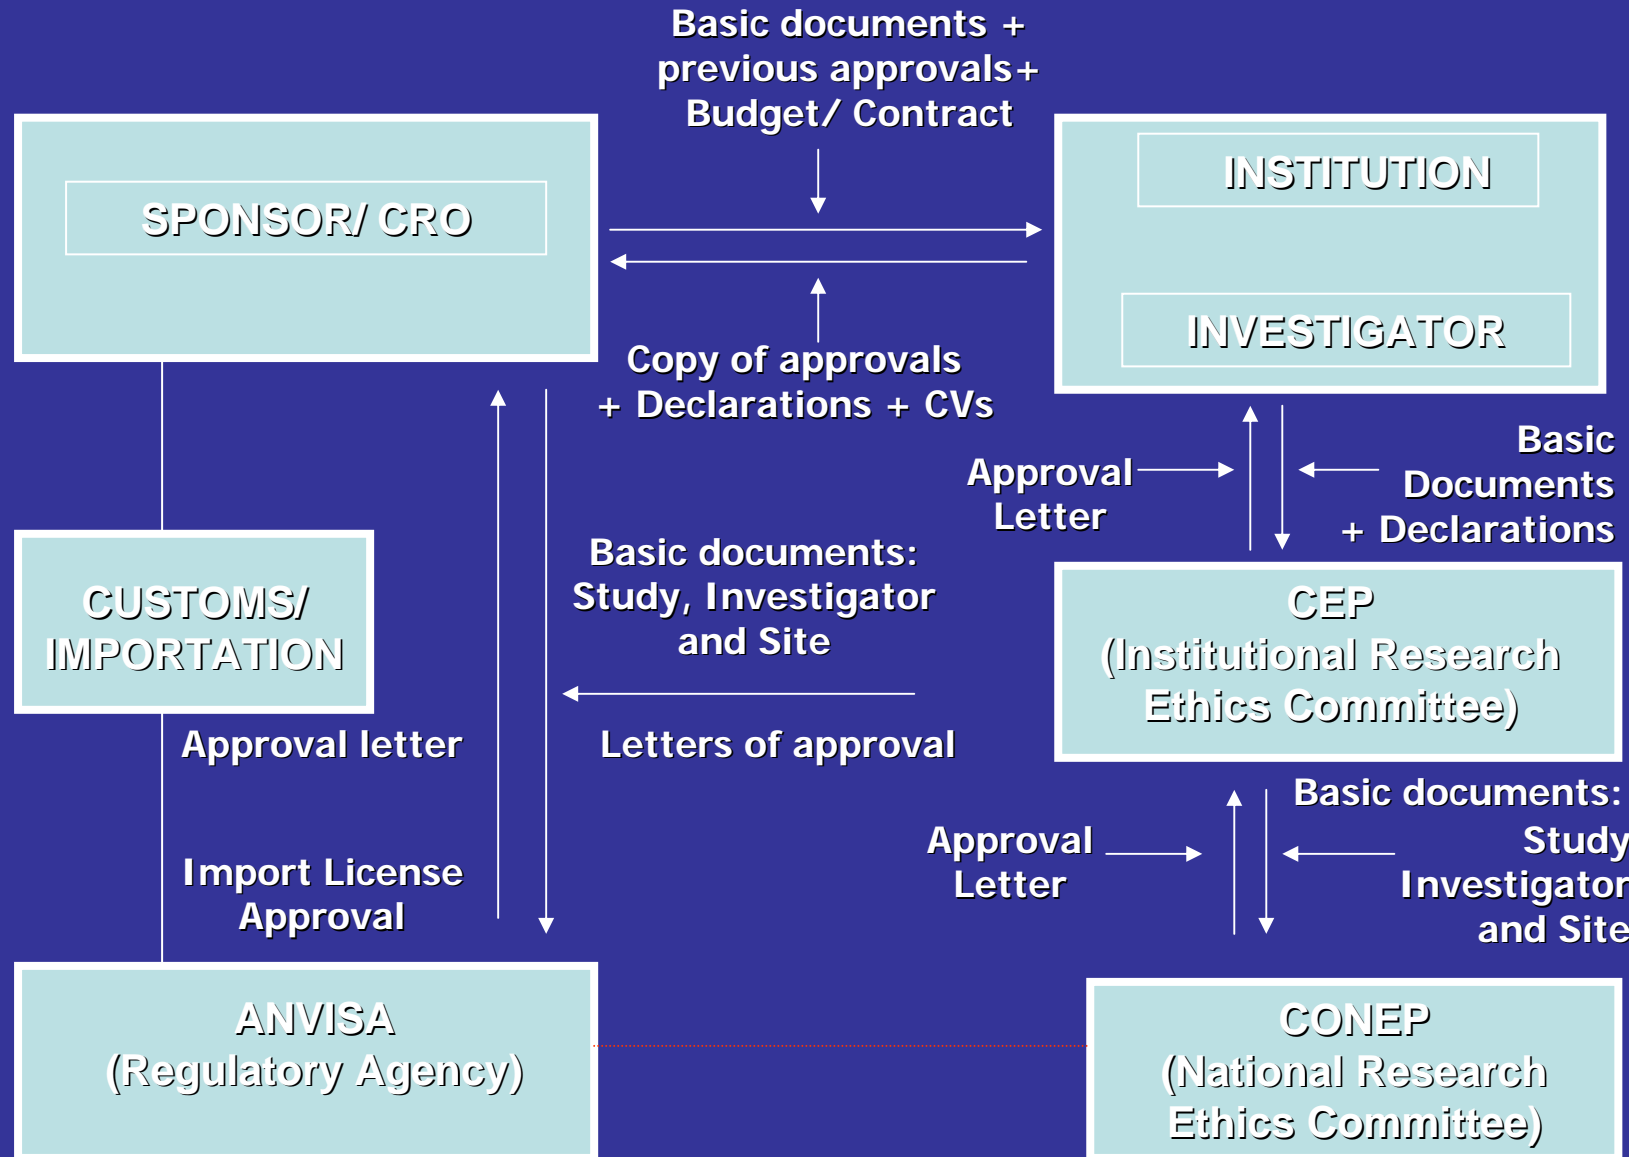 Basic documents +
previous approvals+
Budget/ Contract
SPONSOR/ CRO
INSTITUTION
INVESTIGATOR
Copy of approvals
+ Declarations + CVs
Approval
Letter
Basic
Documents
+ Declarations
CUSTOMS/
IMPORTATION
Basic documents:
Study, Investigator
and Site
CEP
(Institutional Research
Ethics Committee)
Approval letter
Letters of approval
Import License
Approval
Approval
Letter
Basic documents:
Study
Investigator
and Site
ANVISA
(Regulatory Agency)
CONEP
(National Research
Ethics Committee)